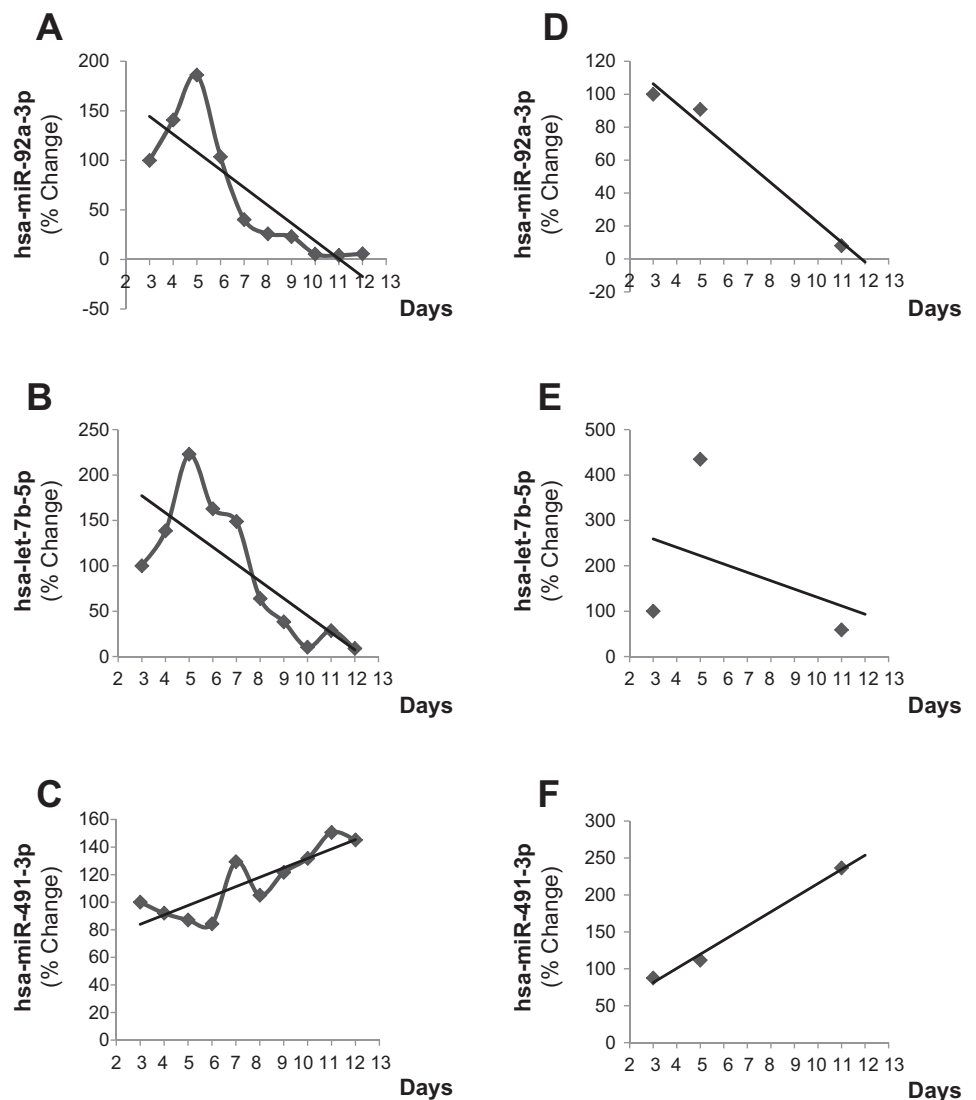 A
hsa-miR-92a-3p
(% Change)
200
150
100
50
0
-50
2 3 4 5 6 7 8 9 10 11 12 13
Days
D
hsa-miR-92a-3p
(% Change)
120
100
80
60
40
20
0
-20
2 3 4 5 6 7 8 9 10 11 12 13
Days
B
hsa-let-7b-5p
(% Change)
250
200
150
100
50
0
2 3 4 5 6 7 8 9 10 11 12 13
Days
E
hsa-let-7b-5p
(% Change)
500
400
300
200
100
0
2 3 4 5 6 7 8 9 10 11 12 13
Days
C
hsa-miR-491-3p
(% Change)
160
140
120
100
80
60
40
20
0
2 3 4 5 6 7 8 9 10 11 12 13
Days
F
hsa-miR-491-3p
(% Change)
300
250
200
150
100
50
0
2 3 4 5 6 7 8 9 10 11 12 13
Days